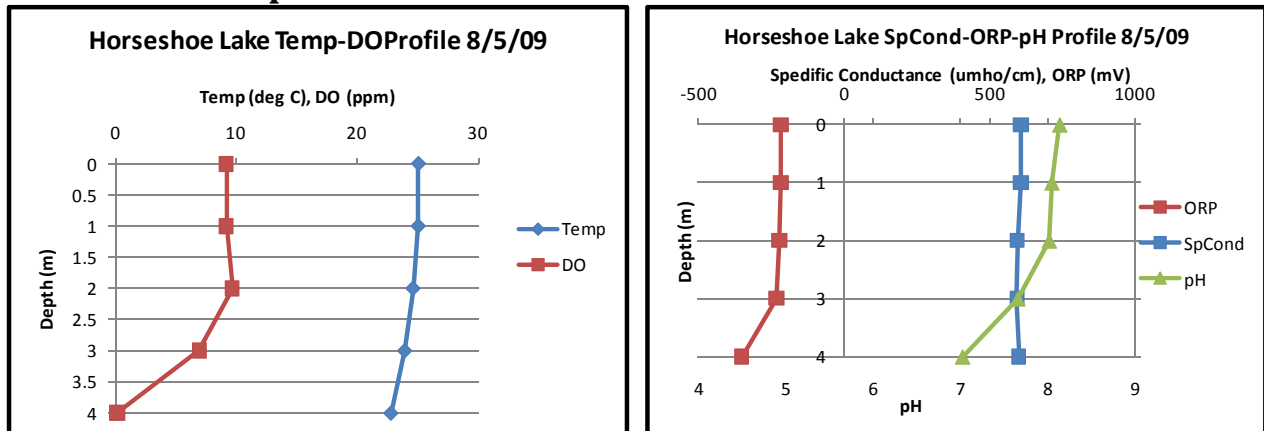 Horseshoe Lake Temp-DOProfile 8/5/09
Temp (deg C), DO (ppm)
0 10 20 30
0
0.5
1
1.5
2
2.5
3
3.5
4
Depth (m)
Temp
DO
Horseshoe Lake SpCond-ORP-pH Profile 8/5/09
Spedific Conductance (umho/cm), ORP (mV)
-500 0 500 1000
0
1
2
3
4
Depth (m)
4 5 6 7 8 9
pH
ORP
SpCond
pH